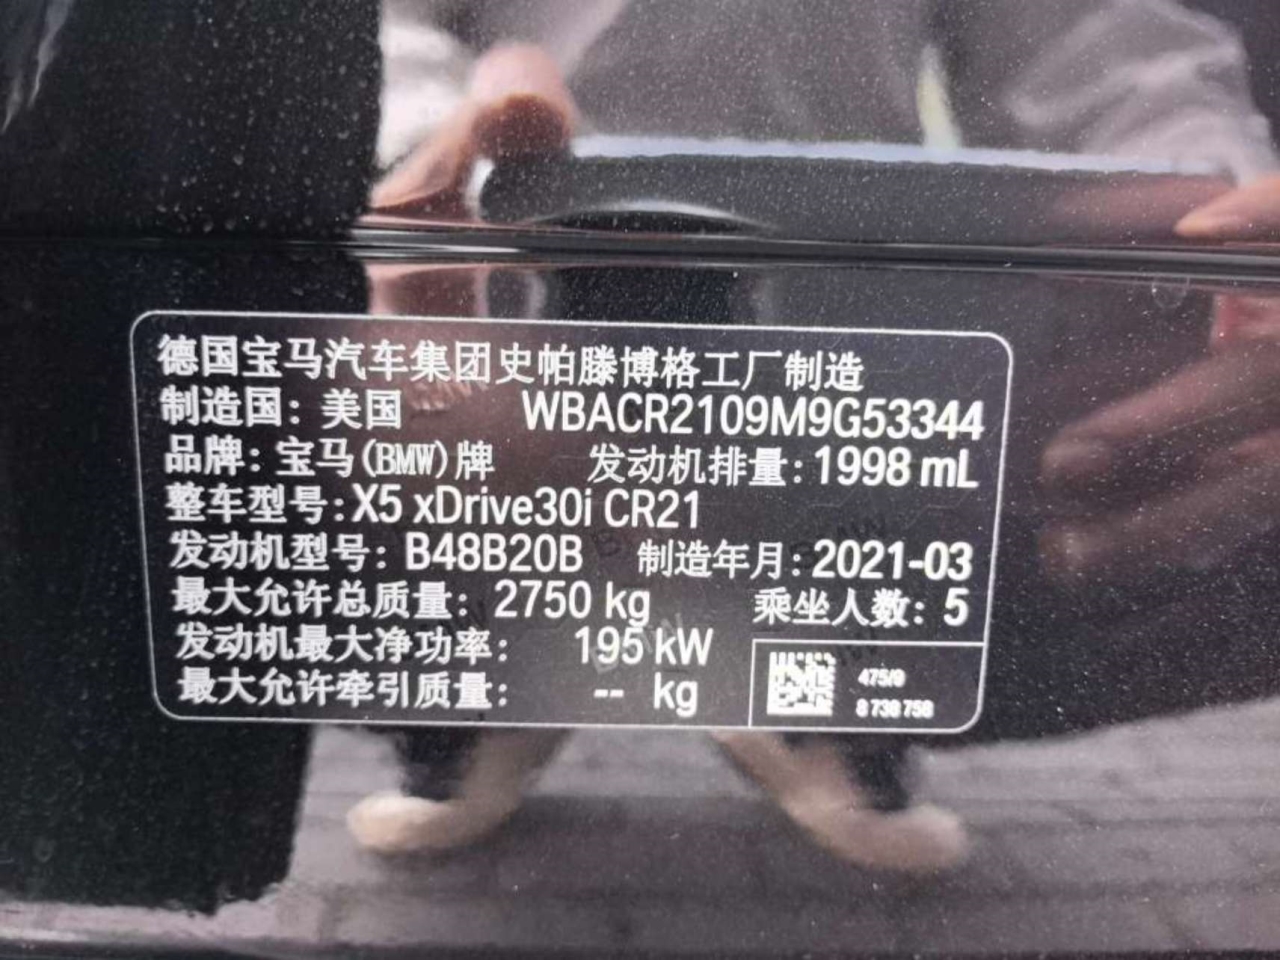 德国宝马汽车集团史帕滕博格工厂制造
制造国：美国 WBACR2109M9G53344
品牌：宝马(BMW)牌 发动机排量：1998 mL
整车型号：X5 xDrive30i CR21
发动机型号：B48B20B 制造年月：2021-03
最大允许总质量：2750 kg 乘坐人数：5
发动机最大净功率：195 kW
最大允许牵引质量：-- kg
475/9
8 738 758